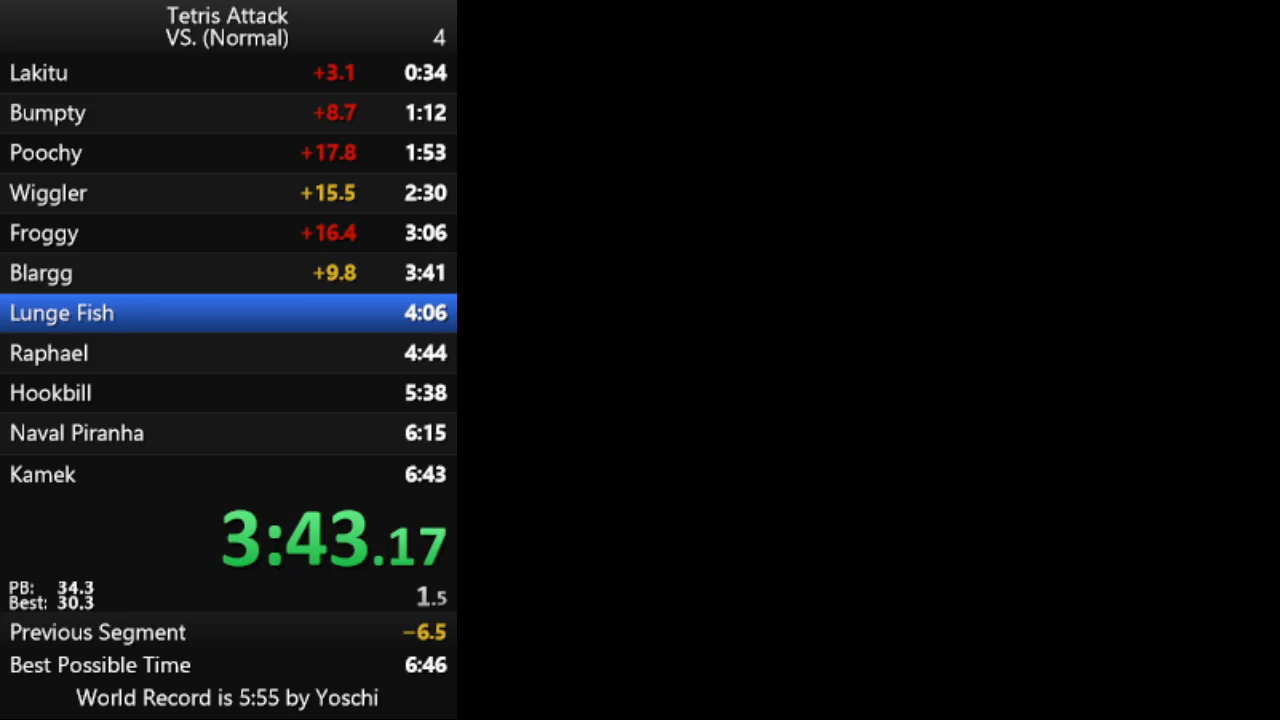 Tetris Attack
VS. (Normal) 4
Lakitu +3.1 0:34
Bumpty +8.7 1:12
Poochy +17.8 1:53
Wiggler +15.5 2:30
Froggy +16.4 3:06
Blargg +9.8 3:41
Lunge Fish 4:06
Raphael 4:44
Hookbill 5:38
Naval Piranha 6:15
Kamek 6:43
3:43.17
PB: 34.3
Best: 30.3 1.5
Previous Segment −6.5
Best Possible Time 6:46
World Record is 5:55 by Yoschi